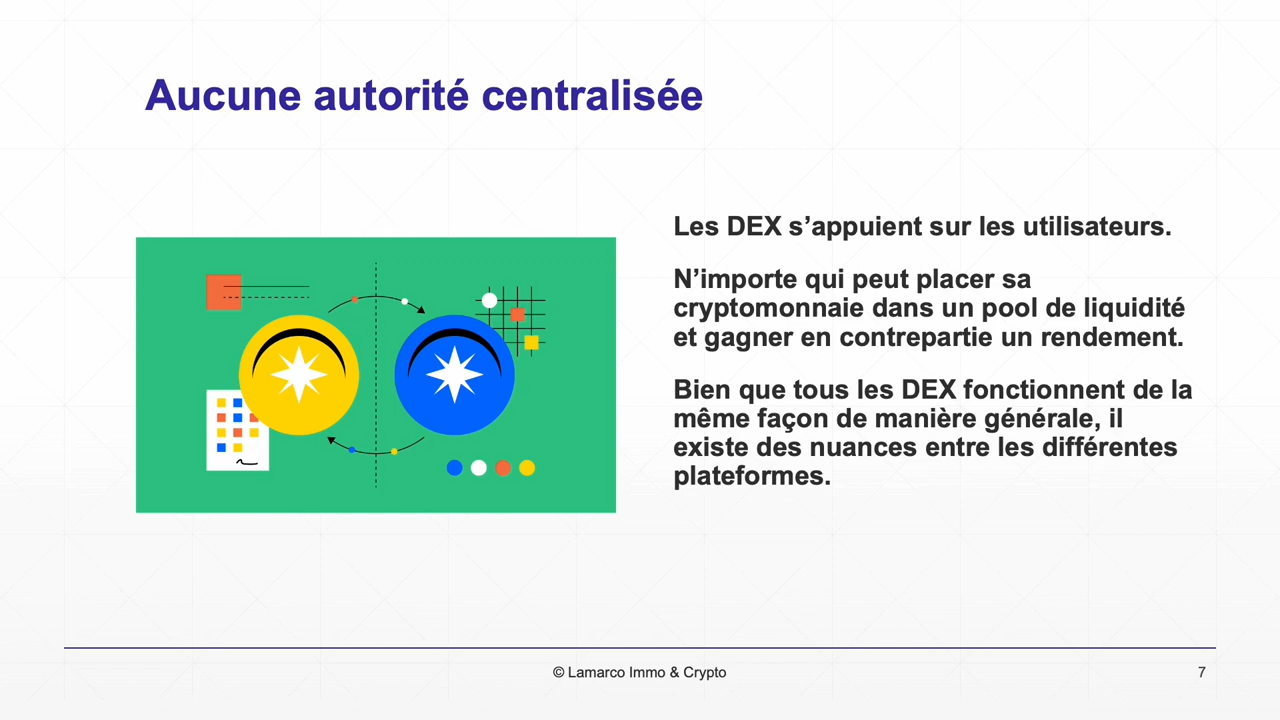 Aucune autorité centralisée
Les DEX s’appuient sur les utilisateurs.
N’importe qui peut placer sa
cryptomonnaie dans un pool de liquidité
et gagner en contrepartie un rendement.
Bien que tous les DEX fonctionnent de la
même façon de manière générale, il
existe des nuances entre les différentes
plateformes.
© Lamarco Immo & Crypto
7